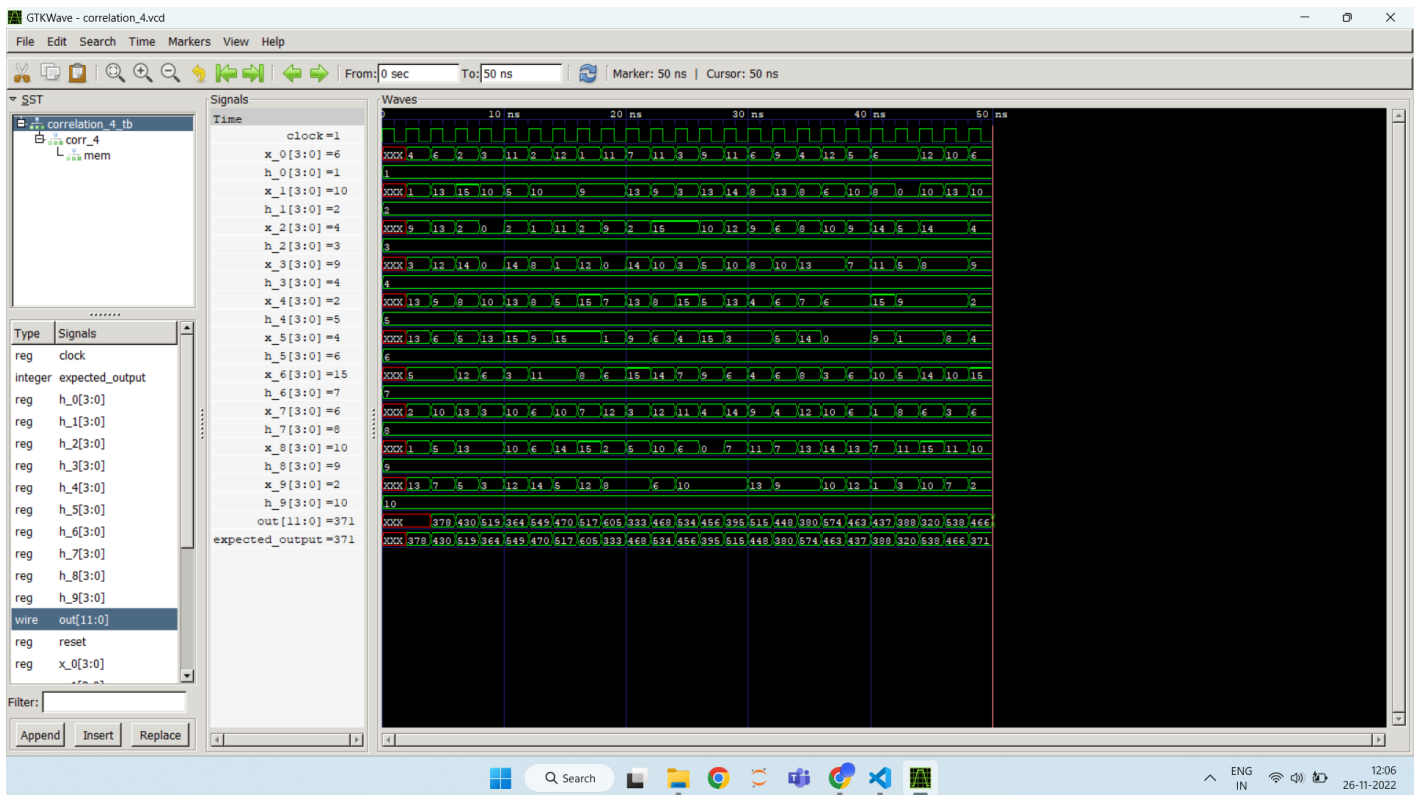 GTKWave - correlation_4.vcd
File Edit Search Time Markers View Help
From: 0 sec To: 50 ns Marker: 50 ns | Cursor: 50 ns
SST
correlation_4_tb
corr_4
mem
Type Signals
reg clock
integer expected_output
reg h_0[3:0]
reg h_1[3:0]
reg h_2[3:0]
reg h_3[3:0]
reg h_4[3:0]
reg h_5[3:0]
reg h_6[3:0]
reg h_7[3:0]
reg h_8[3:0]
reg h_9[3:0]
wire out[11:0]
reg reset
reg x_0[3:0]
Filter:
Append Insert Replace
Signals
Time
clock=1
x_0[3:0]=6
h_0[3:0]=1
x_1[3:0]=10
h_1[3:0]=2
x_2[3:0]=4
h_2[3:0]=3
x_3[3:0]=9
h_3[3:0]=4
x_4[3:0]=2
h_4[3:0]=5
x_5[3:0]=4
h_5[3:0]=6
x_6[3:0]=15
h_6[3:0]=7
x_7[3:0]=6
h_7[3:0]=8
x_8[3:0]=10
h_8[3:0]=9
x_9[3:0]=2
h_9[3:0]=10
out[11:0]=371
expected_output=371
Waves
10 ns 20 ns 30 ns 40 ns 50 ns
XXX 4 6 2 3 11 2 12 1 11 7 11 3 9 11 6 9 4 12 5 6 12 10 6
1
XXX 1 13 15 10 5 10 9 13 9 3 13 14 8 13 8 6 10 8 0 10 13 10
2
XXX 9 13 2 0 2 1 11 2 9 2 15 10 12 9 6 8 10 9 14 5 14 4
3
XXX 3 12 14 0 14 8 1 12 0 14 10 3 5 10 8 10 13 7 11 5 8 9
4
XXX 13 9 8 10 13 8 5 15 7 13 8 15 5 13 4 6 7 6 15 9 2
5
XXX 13 6 5 13 15 9 15 1 9 6 4 15 3 5 14 0 9 1 8 4
6
XXX 5 12 6 3 11 8 6 15 14 7 9 6 4 6 8 3 6 10 5 14 10 15
7
XXX 2 10 13 3 10 6 10 7 12 3 12 11 4 14 9 4 12 10 6 1 8 6 3 6
8
XXX 1 5 13 10 6 14 15 2 5 10 6 0 7 11 7 13 14 13 7 11 15 11 10
9
XXX 13 7 5 3 12 14 5 12 8 6 10 13 9 10 12 1 3 10 7 2
10
XXX 378 430 519 364 549 470 517 605 333 468 534 456 395 515 448 380 574 463 437 388 320 538 466
XXX 378 430 519 364 549 470 517 605 333 468 534 456 395 515 448 380 574 463 437 388 320 538 466 371
Search
ENG
IN
12:06
26-11-2022